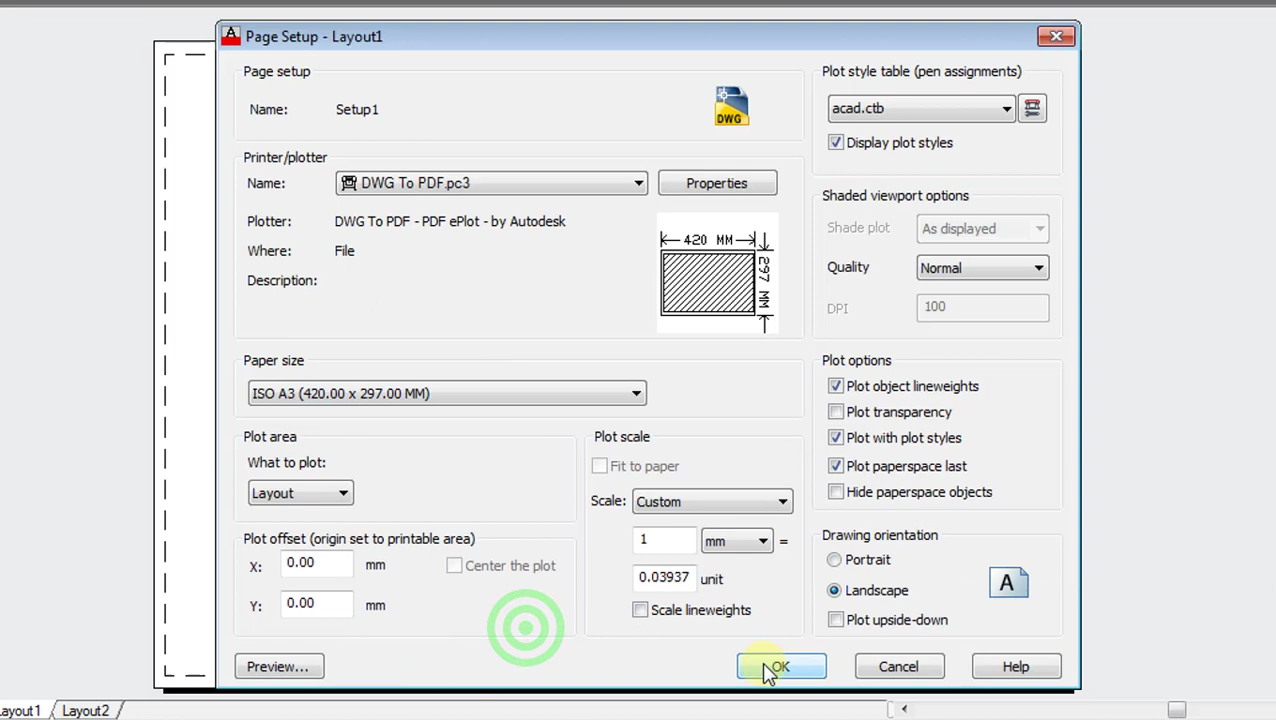 Page Setup - Layout1
Page setup
Name: Setup1
DWG
Printer/plotter
Name: DWG To PDF.pc3 Properties
Plotter: DWG To PDF - PDF ePlot - by Autodesk
Where: File
Description:
420 MM
297 MM
Paper size
ISO A3 (420.00 x 297.00 MM)
Plot area
What to plot:
Layout
Plot offset (origin set to printable area)
X: 0.00 mm Center the plot
Y: 0.00 mm
Plot scale
Fit to paper
Scale: Custom
1 mm =
0.03937 unit
Scale lineweights
Plot style table (pen assignments)
acad.ctb
Display plot styles
Shaded viewport options
Shade plot As displayed
Quality Normal
DPI 100
Plot options
Plot object lineweights
Plot transparency
Plot with plot styles
Plot paperspace last
Hide paperspace objects
Drawing orientation
Portrait
Landscape
A
Plot upside-down
Preview... OK Cancel Help
ayout1 Layout2